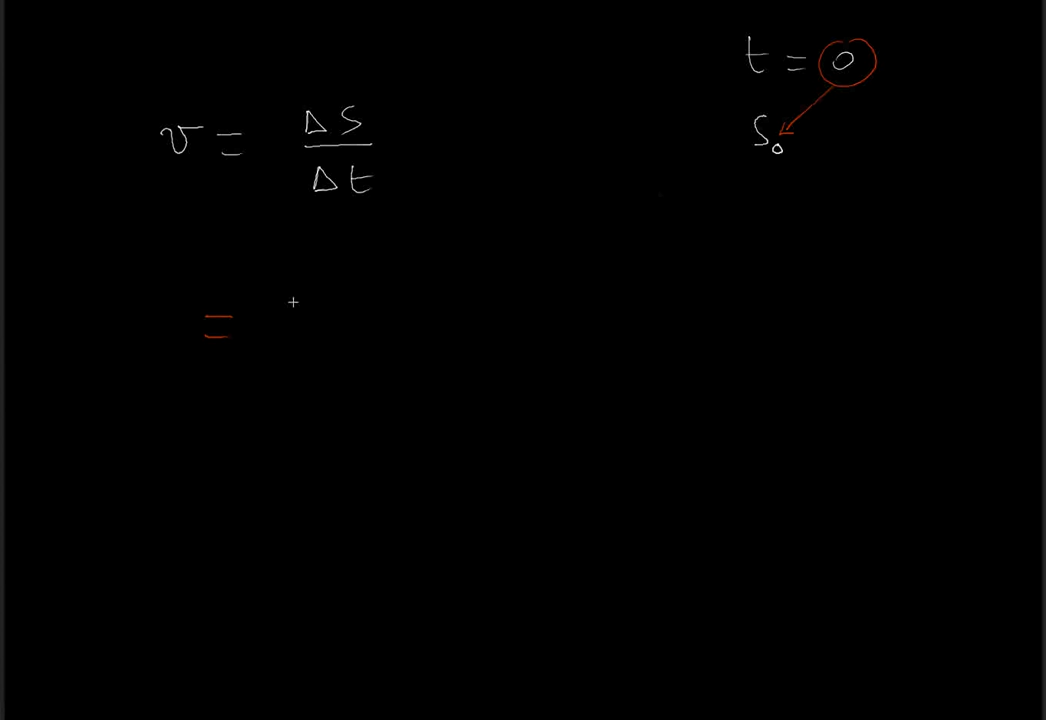 t = 0
v = ΔS / Δt
S₀
=